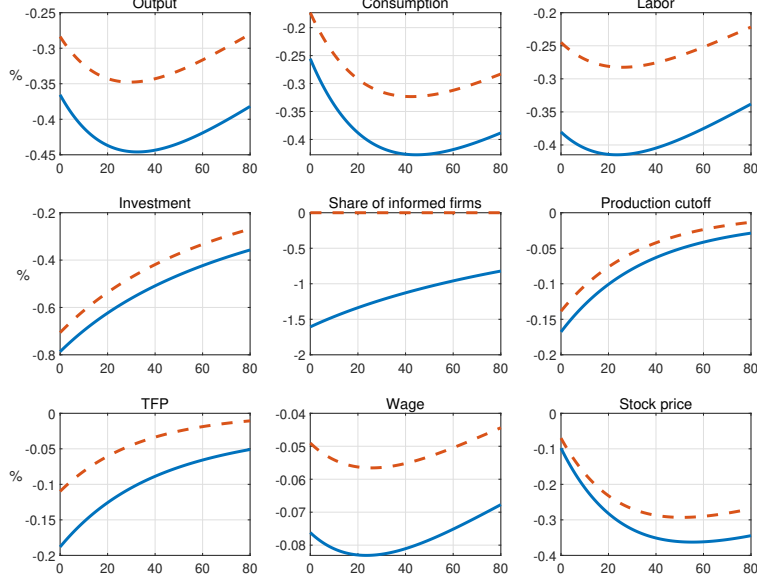 Output Consumption Labor
-0.2 -0.25 -0.3 -0.35 -0.4 -0.45
%
0 20 40 60 80
-0.2 -0.25 -0.3 -0.35 -0.4
0 20 40 60 80
-0.2 -0.25 -0.3 -0.35 -0.4
0 20 40 60 80
Investment Share of informed firms Production cutoff
-0.2 -0.4 -0.6 -0.8
%
0 20 40 60 80
0 -0.5 -1 -1.5 -2
0 20 40 60 80
0 -0.05 -0.1 -0.15 -0.2
0 20 40 60 80
TFP Wage Stock price
0 -0.05 -0.1 -0.15 -0.2
%
0 20 40 60 80
-0.04 -0.05 -0.06 -0.07 -0.08
0 20 40 60 80
0 -0.1 -0.2 -0.3 -0.4
0 20 40 60 80